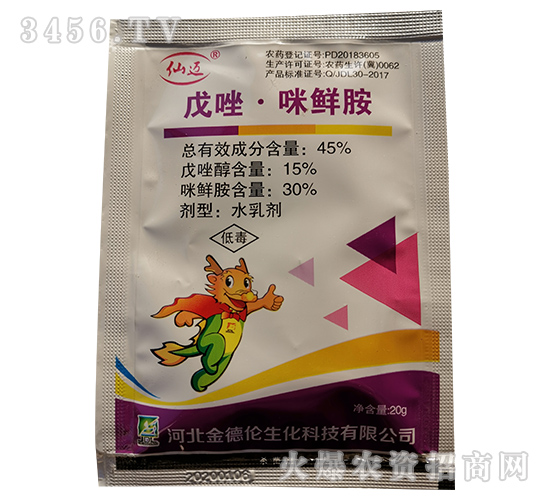 3456.TV
仙迈®
农药登记证号:PD20183605
生产许可证号:农药生许(冀)0062
产品标准证号:Q/JDL30-2017
戊唑·咪鲜胺
总有效成分含量：45%
戊唑醇含量：15%
咪鲜胺含量：30%
剂型：水乳剂
低毒
净含量:20g
河北金德伦生化科技有限公司
20200106
火爆农资招商网